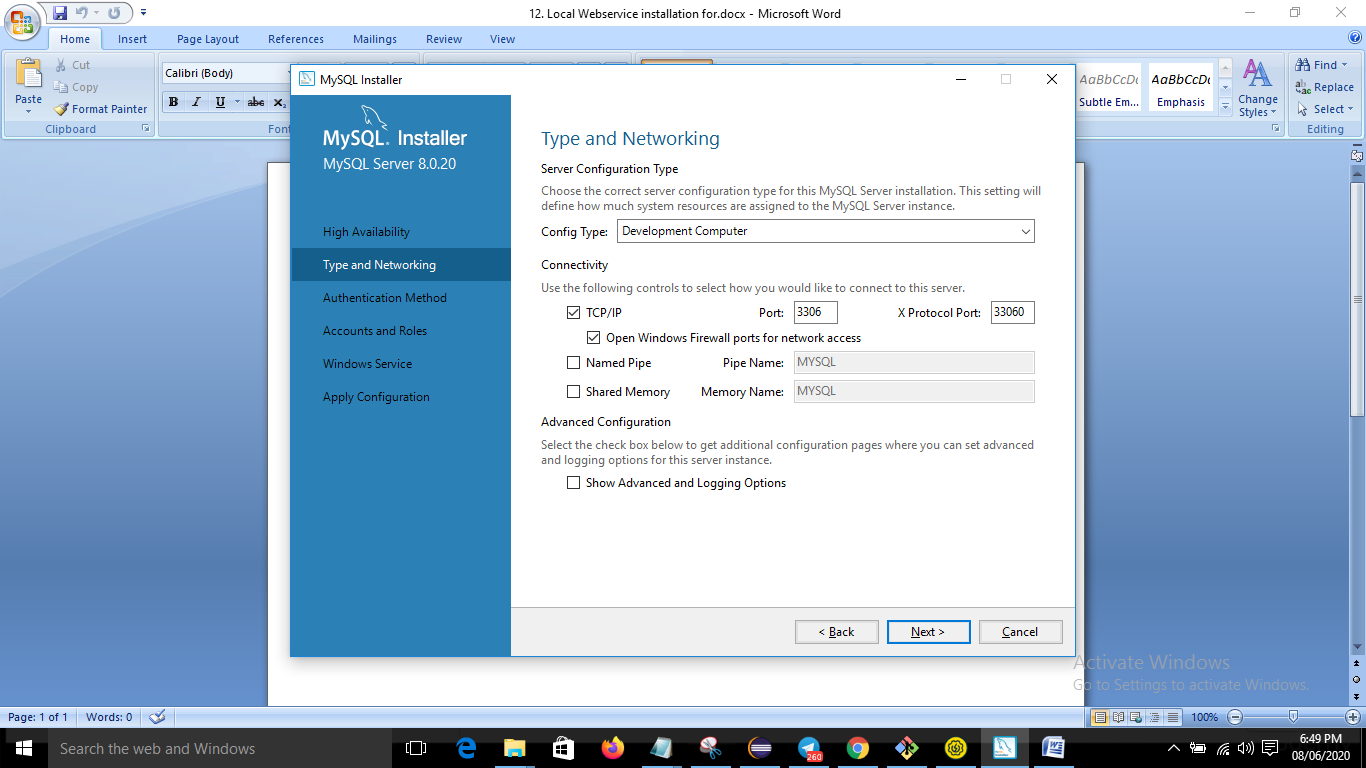 12. Local Webservice installation for.docx - Microsoft Word
Home Insert Page Layout References Mailings Review View
Cut
Copy
Format Painter
Paste
Clipboard
Calibri (Body)
B I U abc x₂
Font
AaBbCcDc AaBbCcDc
Subtle Em... Emphasis
Change
Styles
Find
Replace
Select
Editing
MySQL Installer
MySQL. Installer
MySQL Server 8.0.20
High Availability
Type and Networking
Authentication Method
Accounts and Roles
Windows Service
Apply Configuration
Type and Networking
Server Configuration Type
Choose the correct server configuration type for this MySQL Server installation. This setting will
define how much system resources are assigned to the MySQL Server instance.
Config Type: Development Computer
Connectivity
Use the following controls to select how you would like to connect to this server.
TCP/IP Port: 3306 X Protocol Port: 33060
Open Windows Firewall ports for network access
Named Pipe Pipe Name: MYSQL
Shared Memory Memory Name: MYSQL
Advanced Configuration
Select the check box below to get additional configuration pages where you can set advanced
and logging options for this server instance.
Show Advanced and Logging Options
< Back Next > Cancel
Activate Windows
Go to Settings to activate Windows.
Page: 1 of 1 Words: 0 100%
Search the web and Windows
260
6:49 PM
08/06/2020